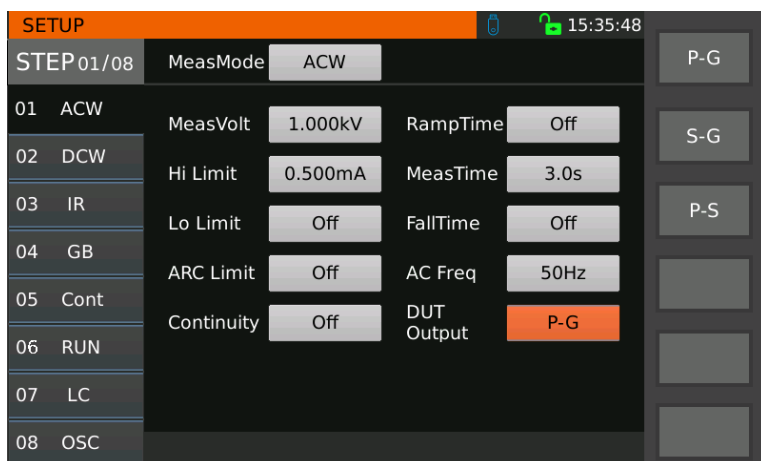 SETUP 15:35:48
STEP 01/08 MeasMode ACW
01 ACW
02 DCW
03 IR
04 GB
05 Cont
06 RUN
07 LC
08 OSC
MeasVolt 1.000kV RampTime Off
Hi Limit 0.500mA MeasTime 3.0s
Lo Limit Off FallTime Off
ARC Limit Off AC Freq 50Hz
Continuity Off DUT Output P-G
P-G
S-G
P-S